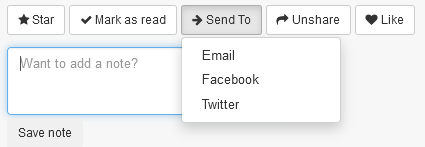 Star Mark as read Send To Unshare Like
Want to add a note?
Email
Facebook
Twitter
Save note